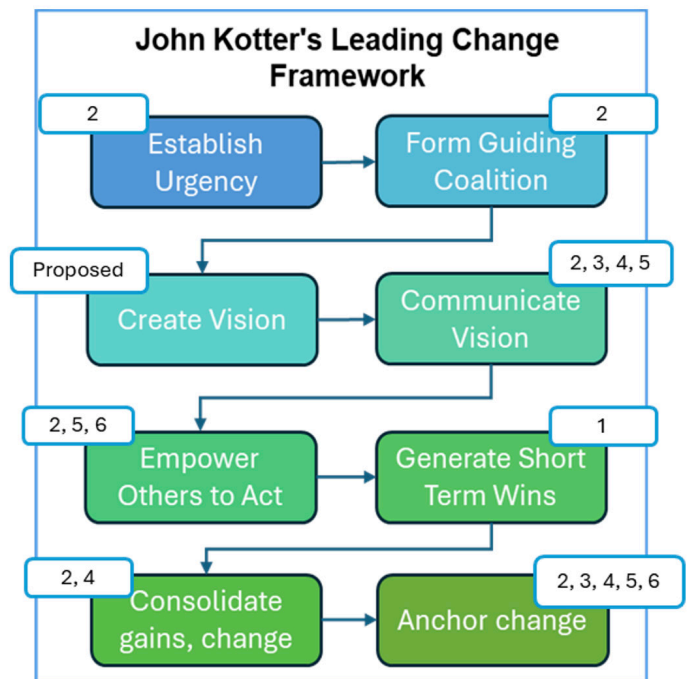 John Kotter's Leading Change
Framework
2
Establish
Urgency
2
Form Guiding
Coalition
Proposed
Create Vision
2, 3, 4, 5
Communicate
Vision
2, 5, 6
Empower
Others to Act
1
Generate Short
Term Wins
2, 4
Consolidate
gains, change
2, 3, 4, 5, 6
Anchor change